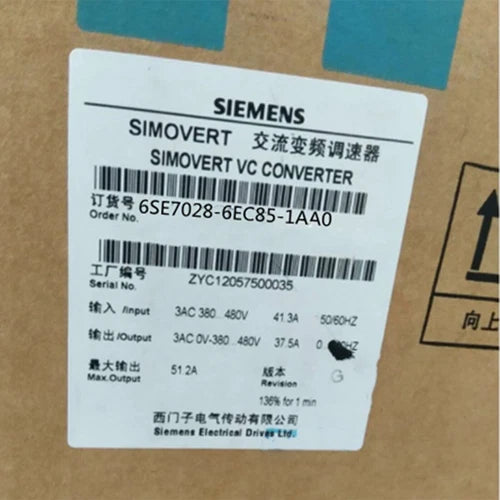 SIEMENS
SIMOVERT 交流变频调速器
SIMOVERT VC CONVERTER
订货号 6SE7028-6EC85-1AA0
Order No.
工厂编号 ZYC12057500035
Serial No.
输入 /Input 3AC 380...480V 41.3A 50/60HZ
输出 /Output 3AC 0V-380...480V 37.5A 0 HZ
最大输出 51.2A 版本 G
Max.Output Revision
136% for 1 min
西门子电气传动有限公司
Siemens Electrical Drives Ltd.
向上